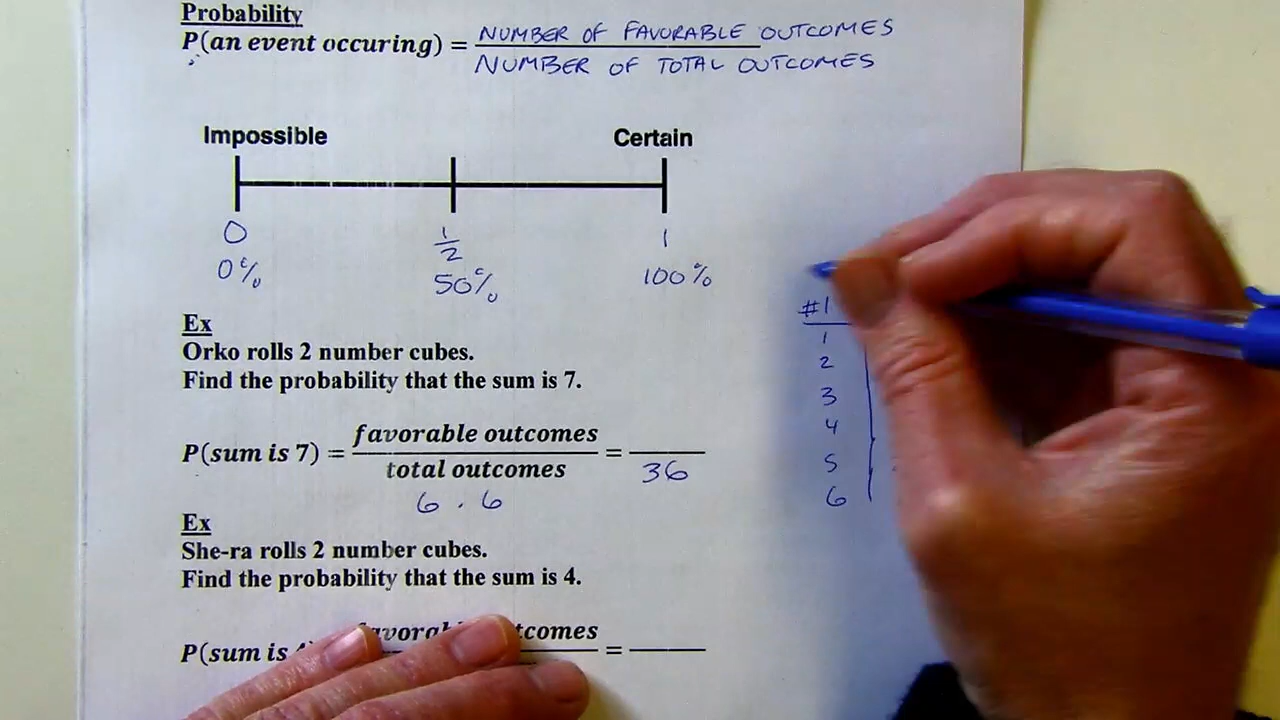 Probability
P(an event occuring) = NUMBER OF FAVORABLE OUTCOMES
NUMBER OF TOTAL OUTCOMES
Impossible Certain
0 1/2 1
0% 50% 100%
#1
1
2
3
4
5
6
Ex
Orko rolls 2 number cubes.
Find the probability that the sum is 7.
P(sum is 7) = favorable outcomes =
total outcomes 36
6 . 6
Ex
She-ra rolls 2 number cubes.
Find the probability that the sum is 4.
P(sum is =